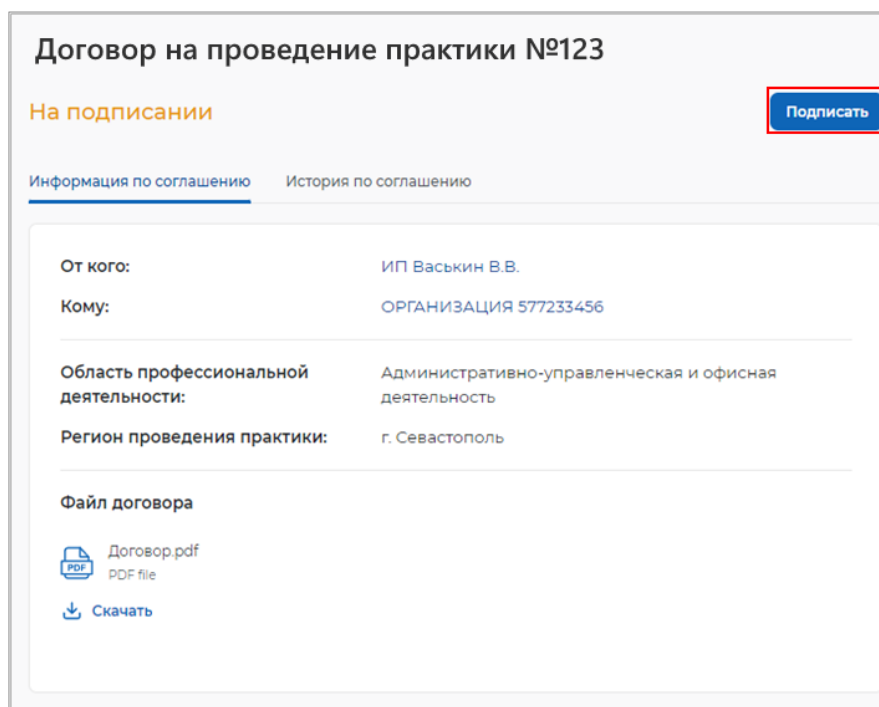 Договор на проведение практики №123
На подписании
Подписать
Информация по соглашению История по соглашению
От кого: ИП Васькин В.В.
Кому: ОРГАНИЗАЦИЯ 577233456
Область профессиональной Административно-управленческая и офисная
деятельности: деятельность
Регион проведения практики: г. Севастополь
Файл договора
Договор.pdf
PDF
PDF file
Скачать